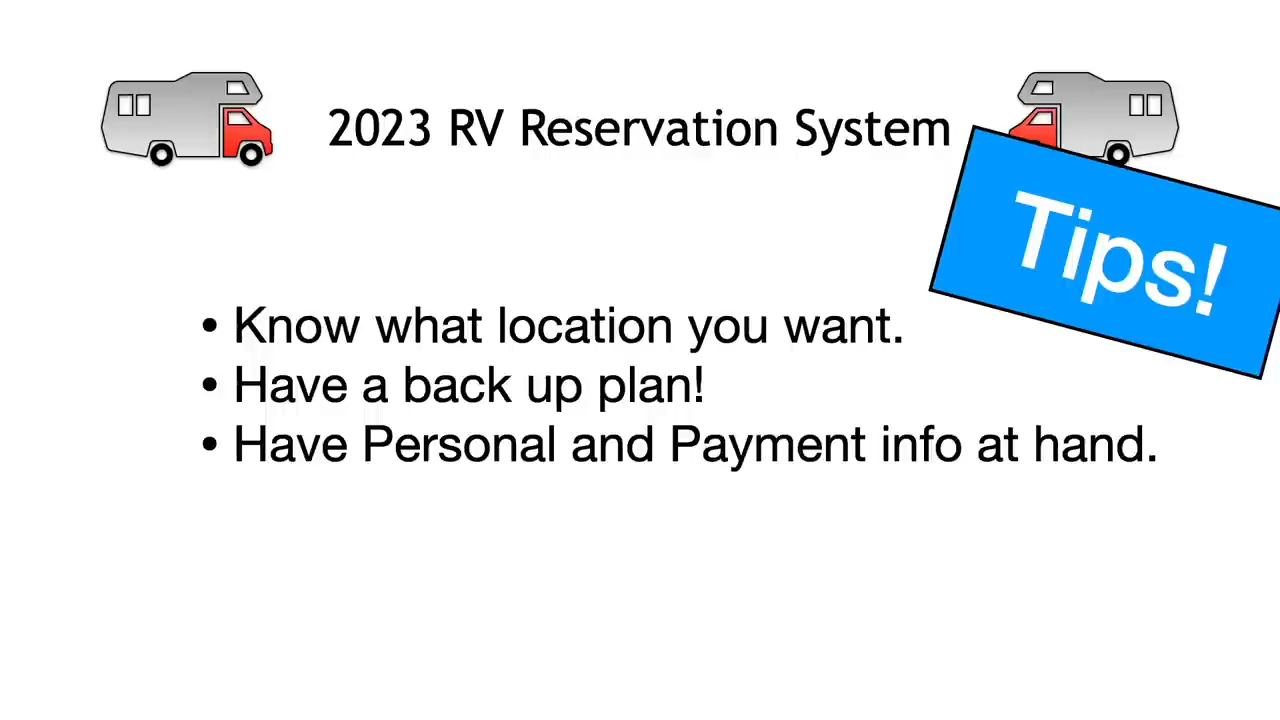 2023 RV Reservation System
Tips!
• Know what location you want.
• Have a back up plan!
• Have Personal and Payment info at hand.